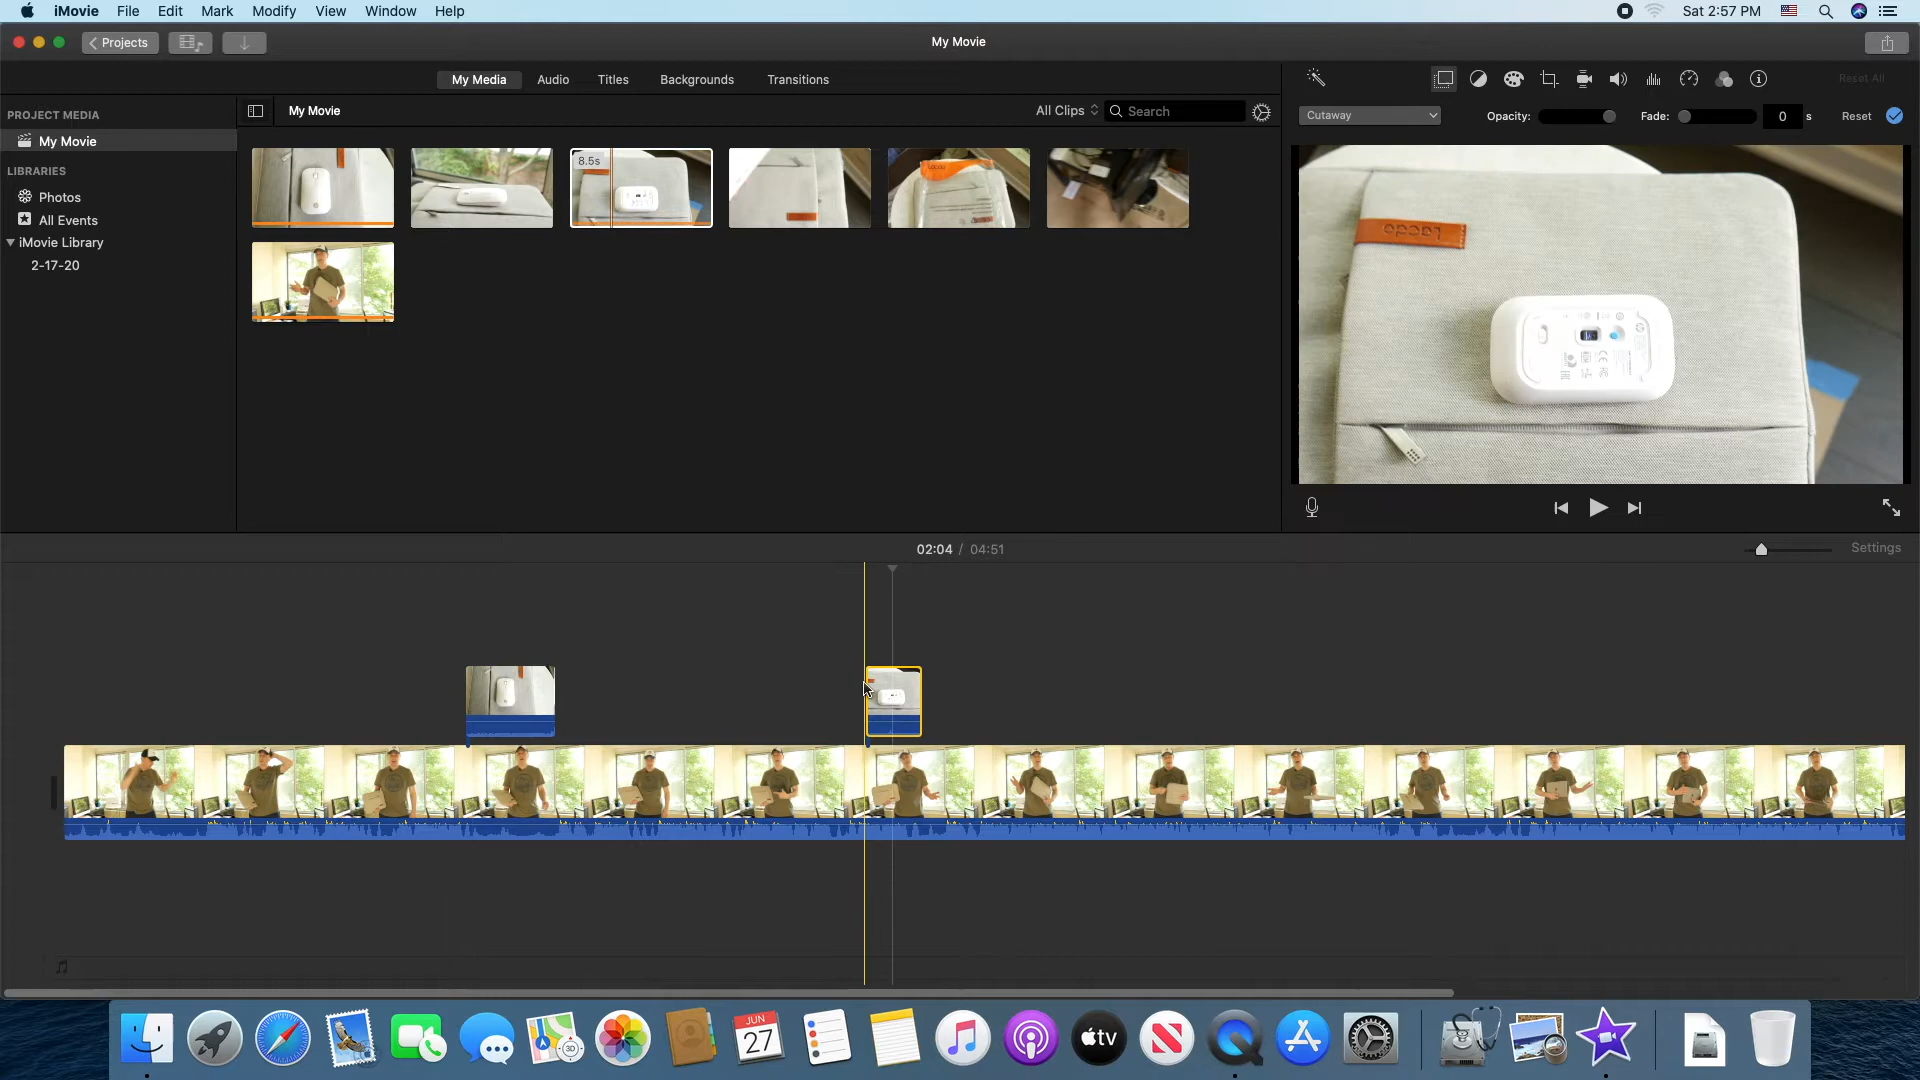 iMovie File Edit Mark Modify View Window Help
Sat 2:57 PM
Projects
My Movie
My Media Audio Titles Backgrounds Transitions
Reset All
PROJECT MEDIA
My Movie
LIBRARIES
Photos
All Events
iMovie Library
2-17-20
My Movie
All Clips
Search
Cutaway
Opacity:
Fade:
0 s
Reset
8.5s
02:04 / 04:51
Settings
JUN
27
3D
tv